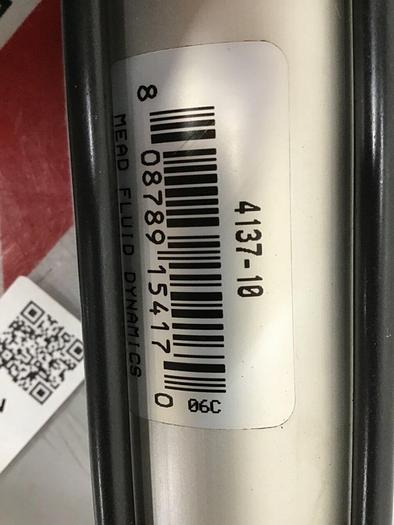 4137-10
8 08789 15417 0
06C
MEAD FLUID DYNAMICS